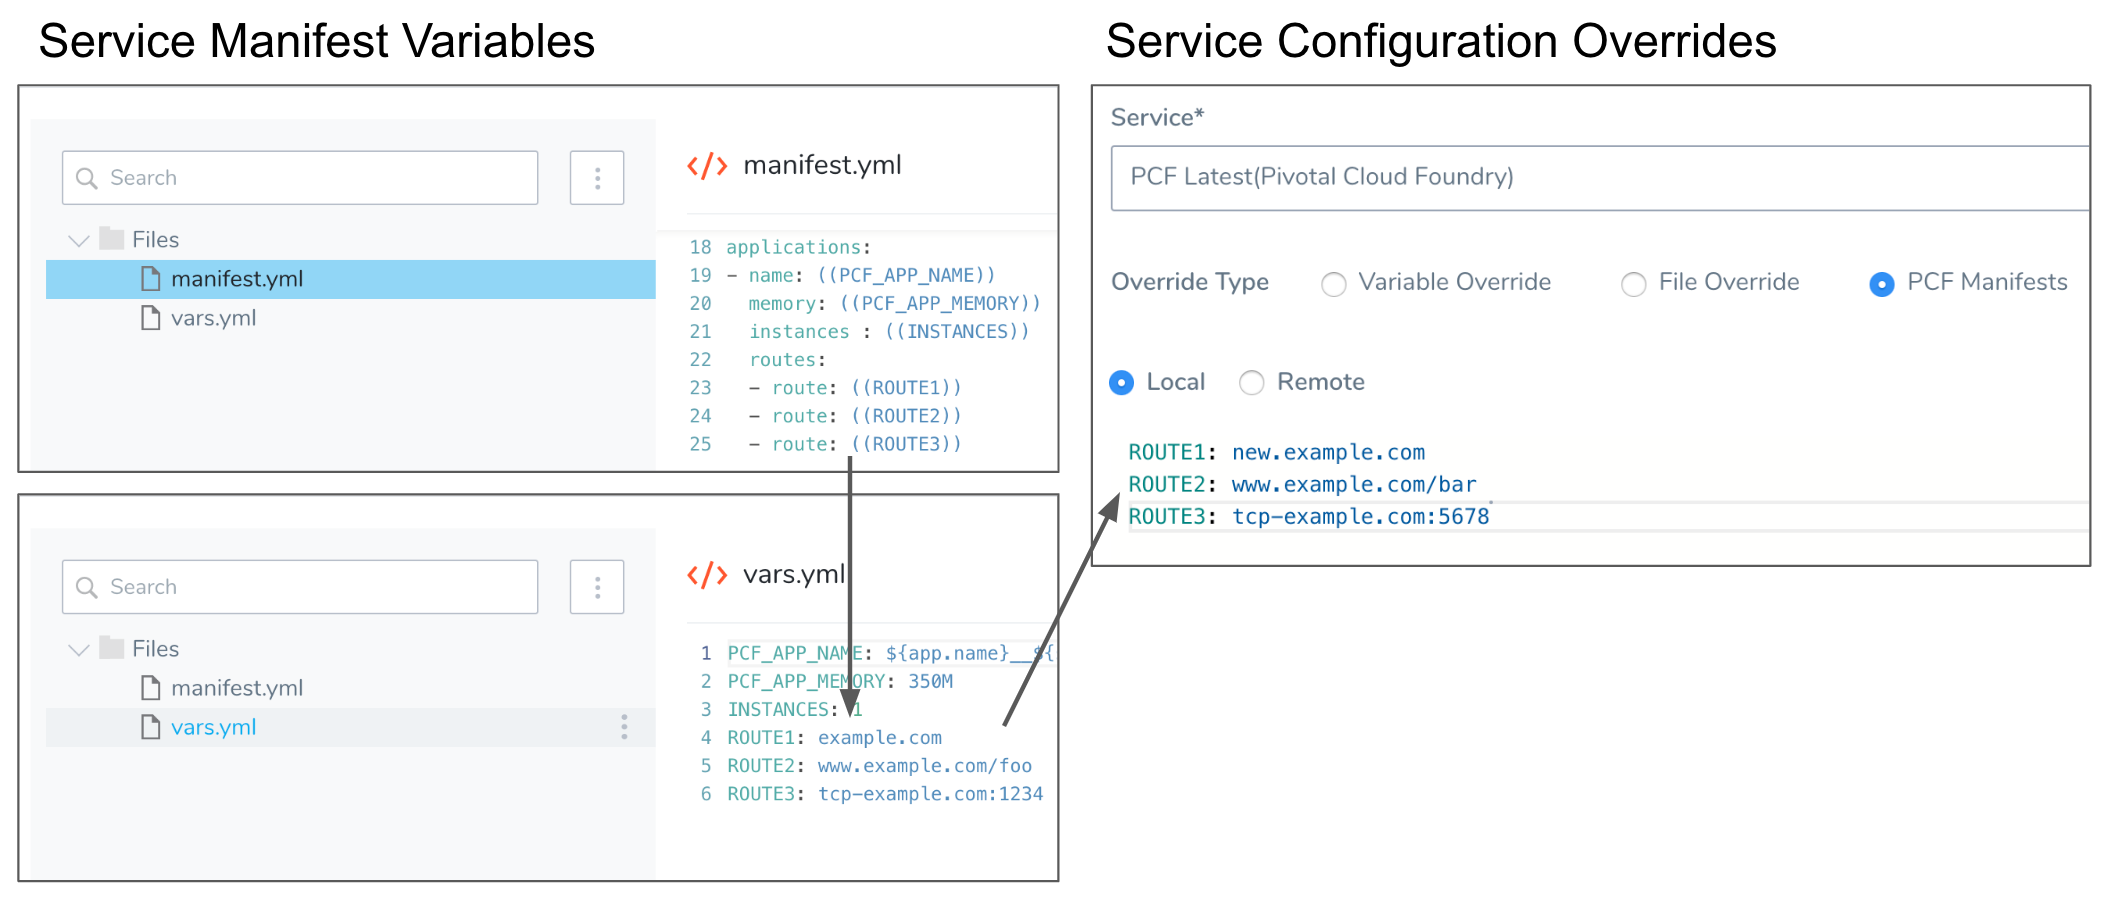 Service Manifest Variables
Search
Files
manifest.yml
vars.yml
</> manifest.yml
18 applications:
19 - name: ((PCF_APP_NAME))
20 memory: ((PCF_APP_MEMORY))
21 instances : ((INSTANCES))
22 routes:
23 - route: ((ROUTE1))
24 - route: ((ROUTE2))
25 - route: ((ROUTE3))
Search
Files
manifest.yml
vars.yml
</> vars.yml
1 PCF_APP_NAME: ${app.name}__${
2 PCF_APP_MEMORY: 350M
3 INSTANCES: 1
4 ROUTE1: example.com
5 ROUTE2: www.example.com/foo
6 ROUTE3: tcp-example.com:1234
Service Configuration Overrides
Service*
PCF Latest(Pivotal Cloud Foundry)
Override Type Variable Override File Override PCF Manifests
Local Remote
ROUTE1: new.example.com
ROUTE2: www.example.com/bar
ROUTE3: tcp-example.com:5678